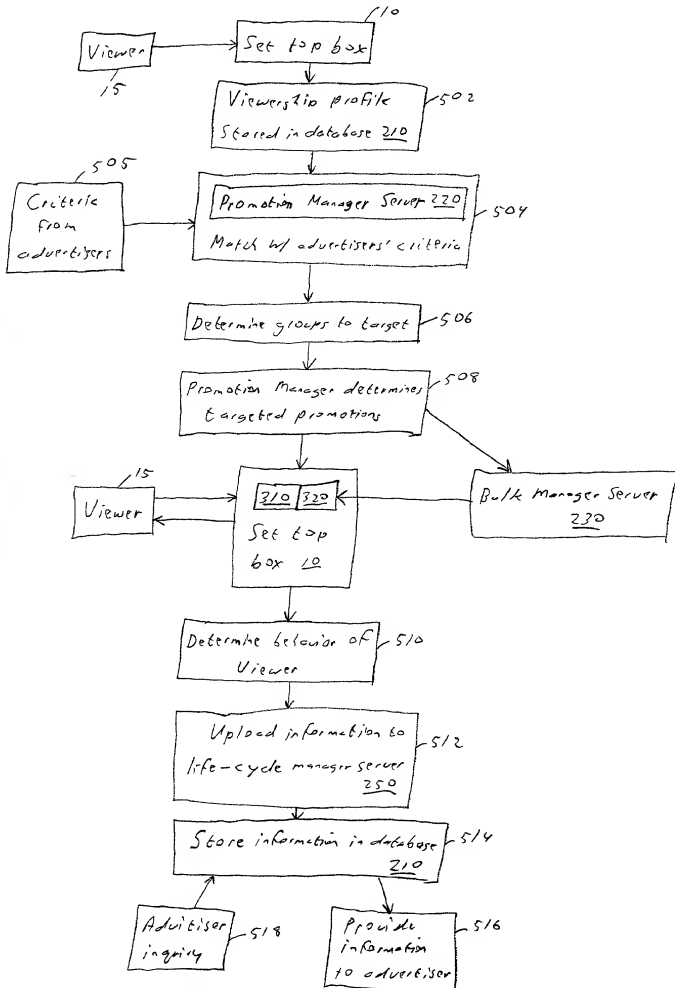 10
Viewer
Set top box
15
Viewership profile
Stored in database 210
502
505
Criteria
from
advertisers
Promotion Manager Server 220
Match w/ advertisers' criteria
504
Determine groups to target
506
Promotion Manager determines
targeted promotions
508
15
Viewer
310 320
Set top
box 10
Bulk Manager Server
230
Determine behavior of
Viewer
510
Upload information to
life-cycle manager server
250
512
Store information in database
210
514
Advitiser
inquiry
518
Provide
information
to advertiser
516